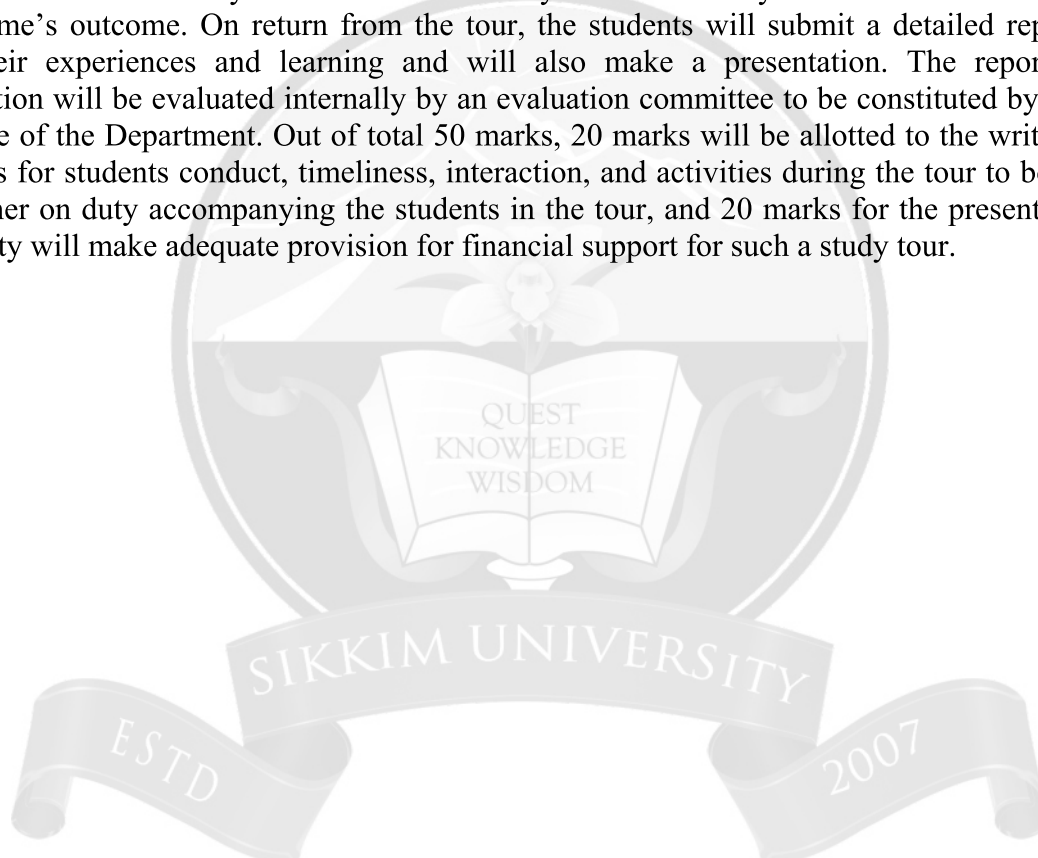 me's outcome. On return from the tour, the students will submit a detailed rep
eir experiences and learning and will also make a presentation. The repor
tion will be evaluated internally by an evaluation committee to be constituted by
e of the Department. Out of total 50 marks, 20 marks will be allotted to the writ
s for students conduct, timeliness, interaction, and activities during the tour to b
ner on duty accompanying the students in the tour, and 20 marks for the present
ty will make adequate provision for financial support for such a study tour.
QUEST
KNOWLEDGE
WISDOM
SIKKIM UNIVERSITY
ESTD
2007